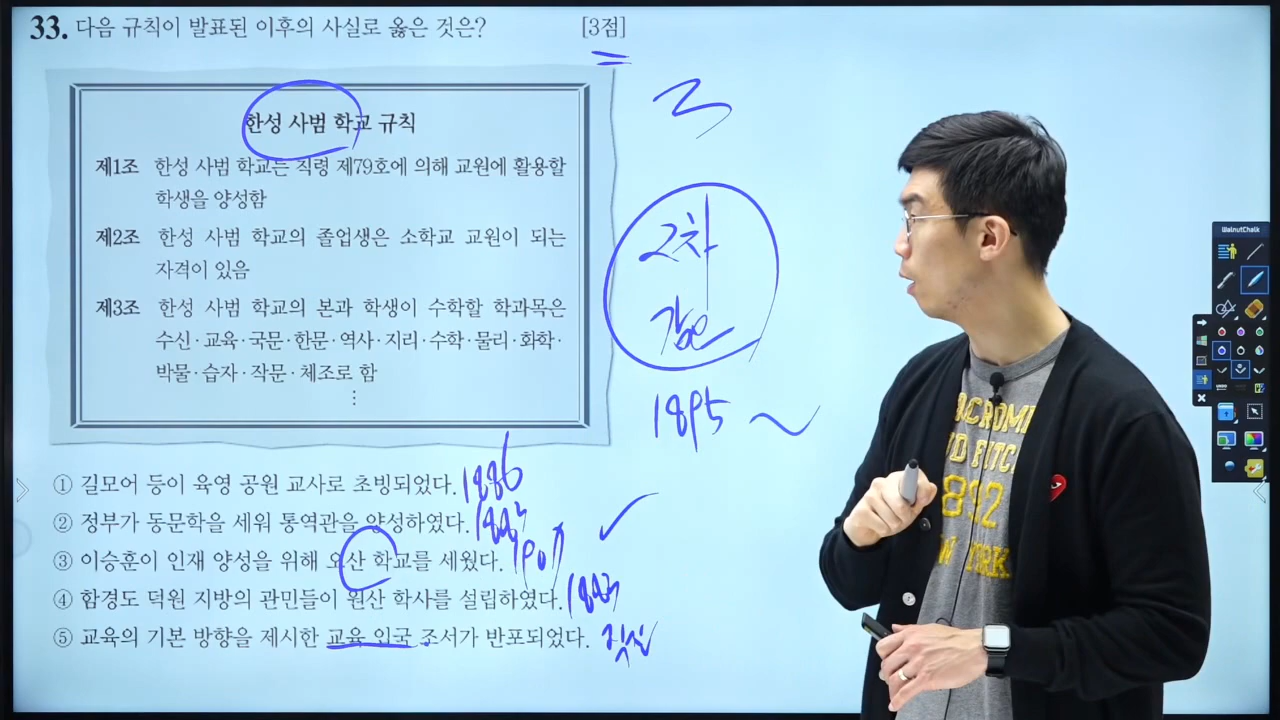 33. 다음 규칙이 발표된 이후의 사실로 옳은 것은? [3점]
한성 사범 학교 규칙
제1조 한성 사범 학교는 직령 제79호에 의해 교원에 활용할
학생을 양성함
제2조 한성 사범 학교의 졸업생은 소학교 교원이 되는
자격이 있음
제3조 한성 사범 학교의 본과 학생이 수학할 학과목은
수신·교육·국문·한문·역사·지리·수학·물리·화학·
박물·습자·작문·체조로 함
⋮
2차
갑오
1895 ~
① 길모어 등이 육영 공원 교사로 초빙되었다. 1886
② 정부가 동문학을 세워 통역관을 양성하였다. 1883
③ 이승훈이 인재 양성을 위해 오산 학교를 세웠다. 1907
④ 함경도 덕원 지방의 관민들이 원산 학사를 설립하였다. 1883
⑤ 교육의 기본 방향을 제시한 교육 입국 조서가 반포되었다. 직전
WalnutChalk
ACROMB
ND FITCH
892
EW YORK